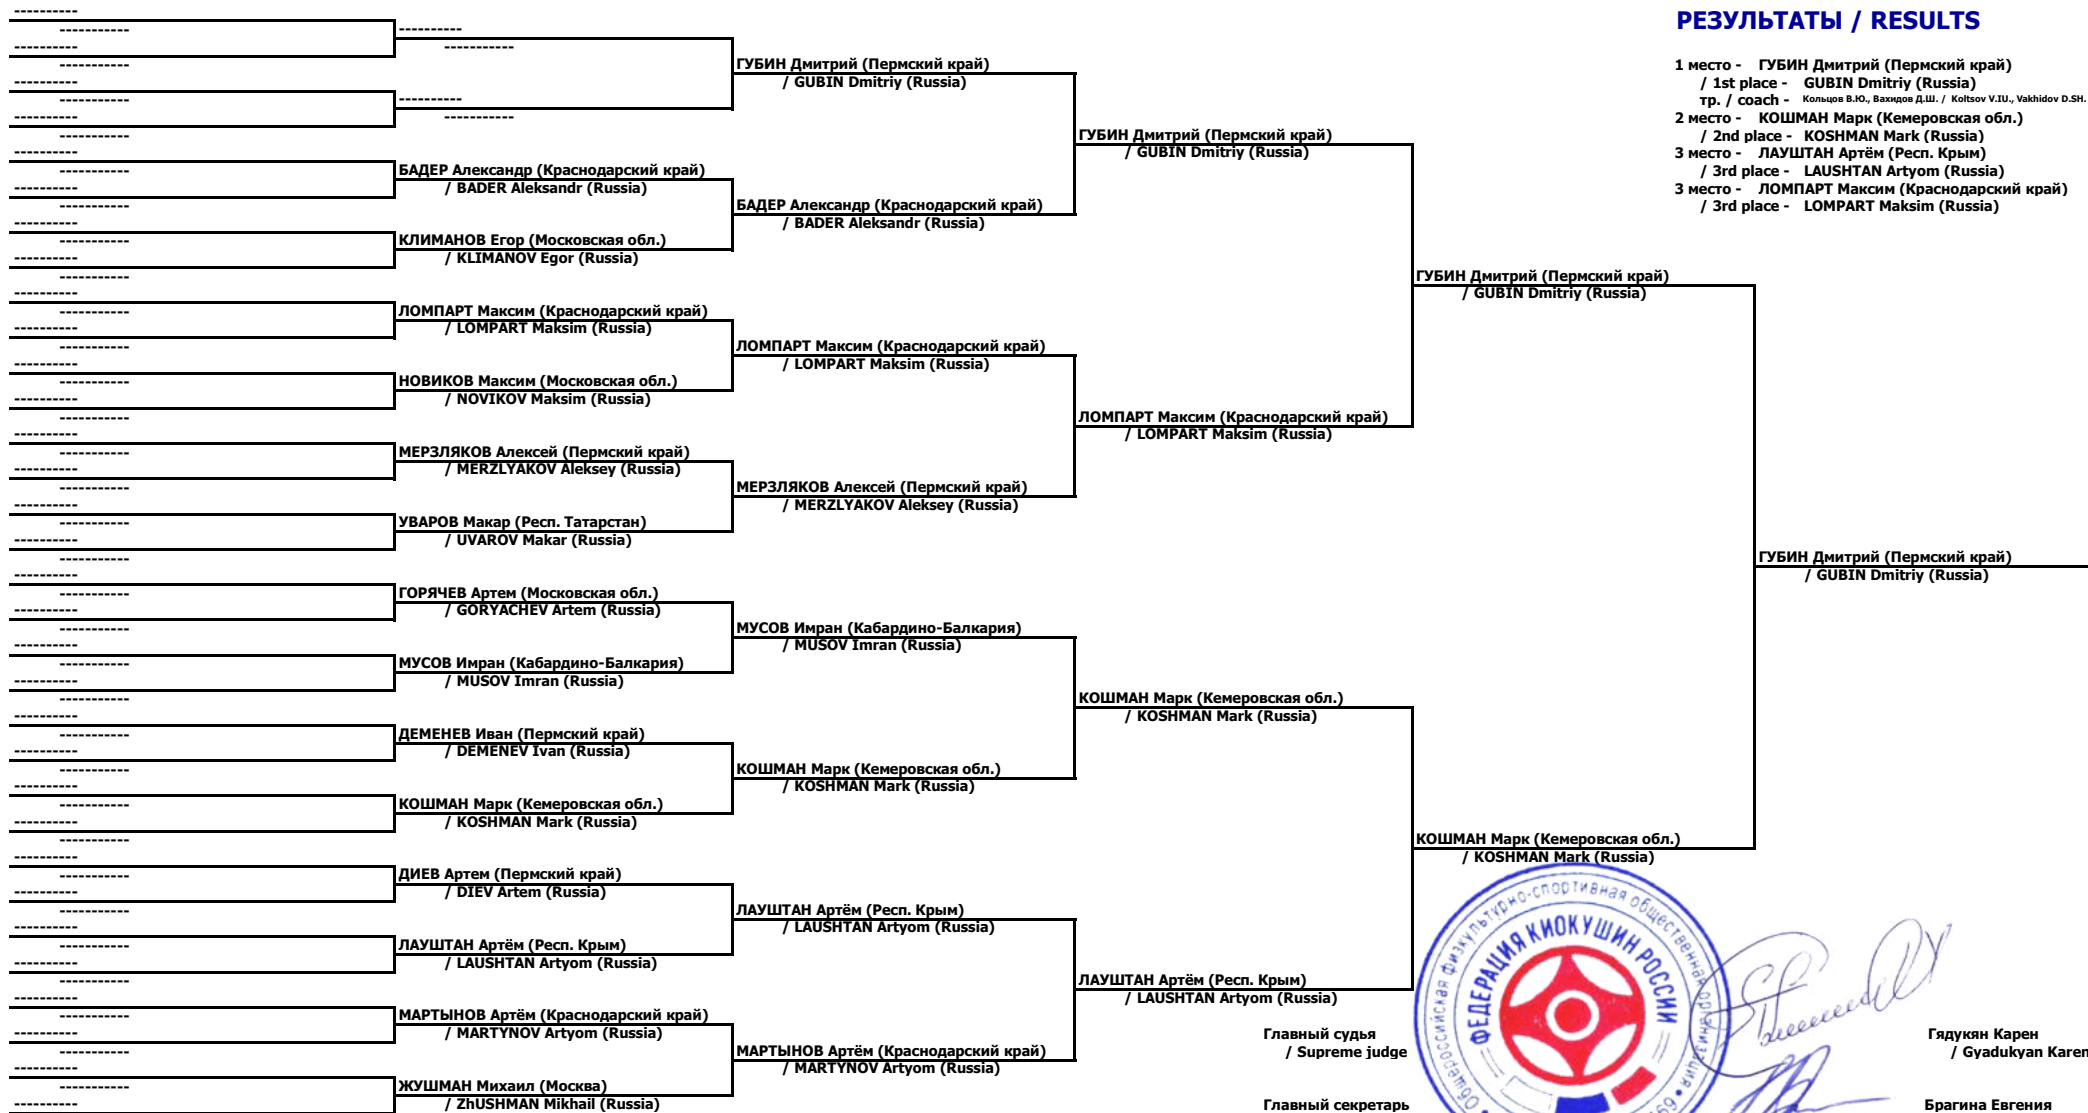 ----------
-----------
----------
-----------
----------
-----------
----------
-----------
----------
-----------
----------
-----------
----------
-----------
----------
-----------
----------
-----------
----------
-----------
----------
-----------
----------
-----------
----------
-----------
----------
-----------
----------
-----------
----------
-----------
----------
-----------
----------
-----------
----------
-----------
----------
-----------
----------
-----------
----------
-----------
----------
-----------
----------
-----------
----------
-----------
----------
-----------
----------
-----------
----------
-----------
----------
-----------
----------
-----------
----------
-----------
----------
----------
-----------
----------
-----------
БАДЕР Александр (Краснодарский край)
/ BADER Aleksandr (Russia)
КЛИМАНОВ Егор (Московская обл.)
/ KLIMANOV Egor (Russia)
ЛОМПАРТ Максим (Краснодарский край)
/ LOMPART Maksim (Russia)
НОВИКОВ Максим (Московская обл.)
/ NOVIKOV Maksim (Russia)
МЕРЗЛЯКОВ Алексей (Пермский край)
/ MERZLYAKOV Aleksey (Russia)
УВАРОВ Макар (Респ. Татарстан)
/ UVAROV Makar (Russia)
ГОРЯЧЕВ Артем (Московская обл.)
/ GORYACHEV Artem (Russia)
МУСОВ Имран (Кабардино-Балкария)
/ MUSOV Imran (Russia)
ДЕМЕНЕВ Иван (Пермский край)
/ DEMENEV Ivan (Russia)
КОШМАН Марк (Кемеровская обл.)
/ KOSHMAN Mark (Russia)
ДИЕВ Артем (Пермский край)
/ DIEV Artem (Russia)
ЛАУШТАН Артём (Респ. Крым)
/ LAUSHTAN Artyom (Russia)
МАРТЫНОВ Артём (Краснодарский край)
/ MARTYNOV Artyom (Russia)
ЖУШМАН Михаил (Москва)
/ ZhUSHMAN Mikhail (Russia)
ГУБИН Дмитрий (Пермский край)
/ GUBIN Dmitriy (Russia)
БАДЕР Александр (Краснодарский край)
/ BADER Aleksandr (Russia)
ЛОМПАРТ Максим (Краснодарский край)
/ LOMPART Maksim (Russia)
МЕРЗЛЯКОВ Алексей (Пермский край)
/ MERZLYAKOV Aleksey (Russia)
МУСОВ Имран (Кабардино-Балкария)
/ MUSOV Imran (Russia)
КОШМАН Марк (Кемеровская обл.)
/ KOSHMAN Mark (Russia)
ЛАУШТАН Артём (Респ. Крым)
/ LAUSHTAN Artyom (Russia)
МАРТЫНОВ Артём (Краснодарский край)
/ MARTYNOV Artyom (Russia)
ГУБИН Дмитрий (Пермский край)
/ GUBIN Dmitriy (Russia)
ЛОМПАРТ Максим (Краснодарский край)
/ LOMPART Maksim (Russia)
КОШМАН Марк (Кемеровская обл.)
/ KOSHMAN Mark (Russia)
ЛАУШТАН Артём (Респ. Крым)
/ LAUSHTAN Artyom (Russia)
ГУБИН Дмитрий (Пермский край)
/ GUBIN Dmitriy (Russia)
КОШМАН Марк (Кемеровская обл.)
/ KOSHMAN Mark (Russia)
ГУБИН Дмитрий (Пермский край)
/ GUBIN Dmitriy (Russia)
РЕЗУЛЬТАТЫ / RESULTS
1 место - ГУБИН Дмитрий (Пермский край)
/ 1st place - GUBIN Dmitriy (Russia)
тр. / coach - Кольцов В.Ю., Вахидов Д.Ш. / Koltsov V.IU., Vakhidov D.SH.
2 место - КОШМАН Марк (Кемеровская обл.)
/ 2nd place - KOSHMAN Mark (Russia)
3 место - ЛАУШТАН Артём (Респ. Крым)
/ 3rd place - LAUSHTAN Artyom (Russia)
3 место - ЛОМПАРТ Максим (Краснодарский край)
/ 3rd place - LOMPART Maksim (Russia)
Общероссийская физкультурно-спортивная общественная организация
ФЕДЕРАЦИЯ КИОКУШИН РОССИИ
Главный судья
/ Supreme judge
Гядукян Карен
/ Gyadukyan Karen
Главный секретарь
Брагина Евгения